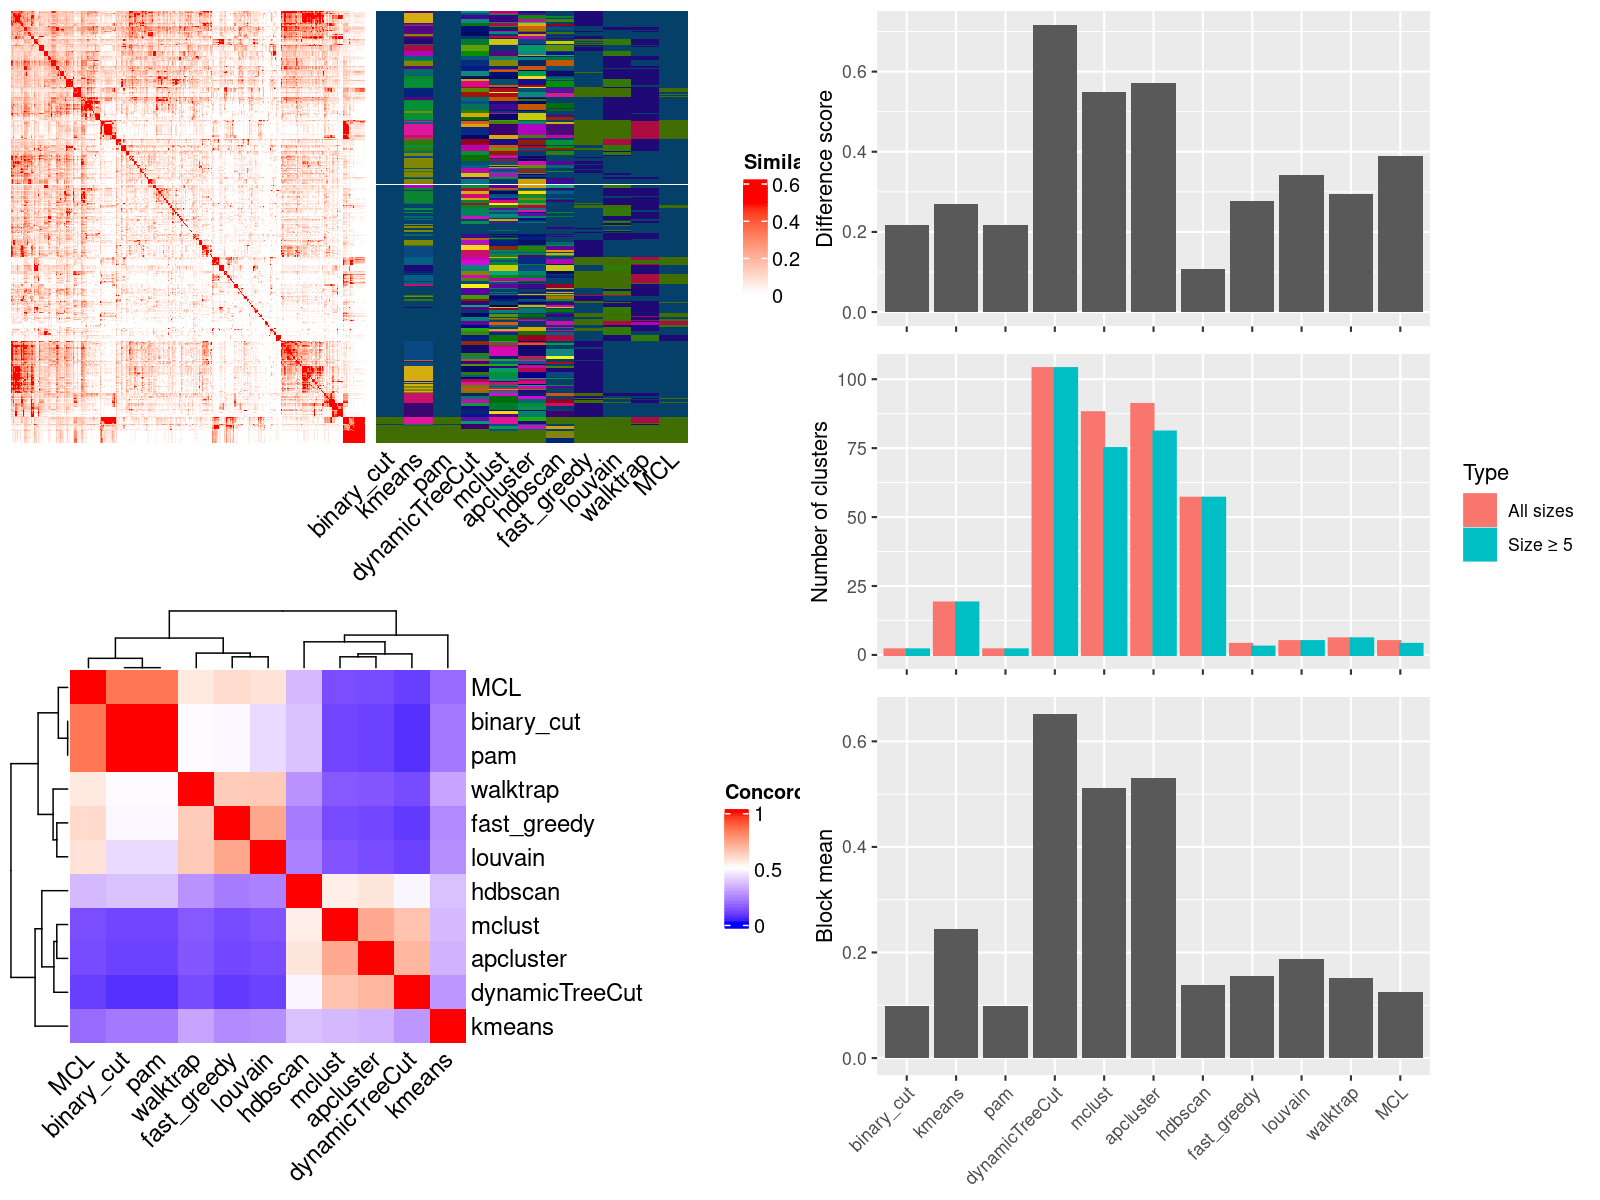 Simila
0.6
0.4
0.2
0
binary_cut
kmeans
pam
dynamicTreeCut
mclust
apcluster
hdbscan
fast_greedy
louvain
walktrap
MCL
MCL
binary_cut
pam
walktrap
fast_greedy
louvain
hdbscan
mclust
apcluster
dynamicTreeCut
kmeans
MCL
binary_cut
pam
walktrap
fast_greedy
louvain
hdbscan
mclust
apcluster
dynamicTreeCut
kmeans
Concord
1
0.5
0
Difference score
0.6
0.4
0.2
0.0
Number of clusters
100
75
50
25
0
Type
All sizes
Size ≥ 5
Block mean
0.6
0.4
0.2
0.0
binary_cut
kmeans
pam
dynamicTreeCut
mclust
apcluster
hdbscan
fast_greedy
louvain
walktrap
MCL